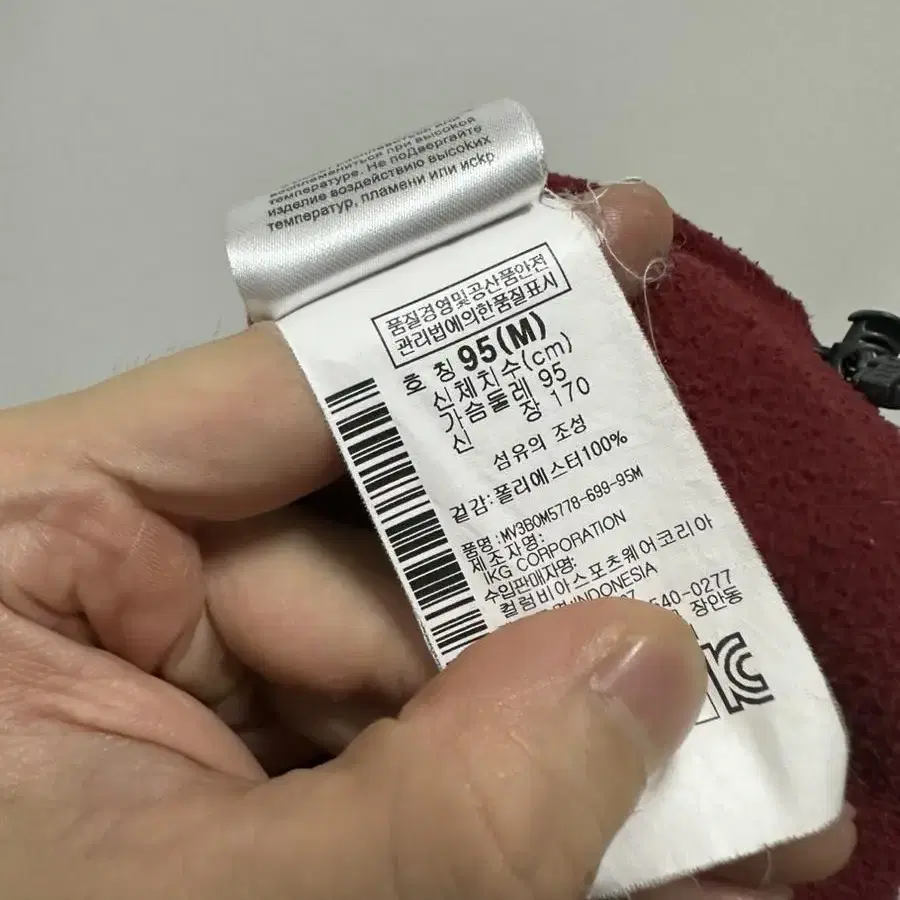 воспламениться при высокой
температуре. Не подвергайте
изделие воздействию высоких
температур, пламени или искр
품질경영및공산품안전
관리법에의한품질표시
호 칭 95(M)
신체치수(cm)
가슴둘레 95
신 장 170
섬유의 조성
겉감:폴리에스터100%
품명:MV3B0M5778-699-95M
제조자명:
IKG CORPORATION
수입판매자명:
컬럼비아스포츠웨어코리아
:INDONESIA
540-0277
장안동